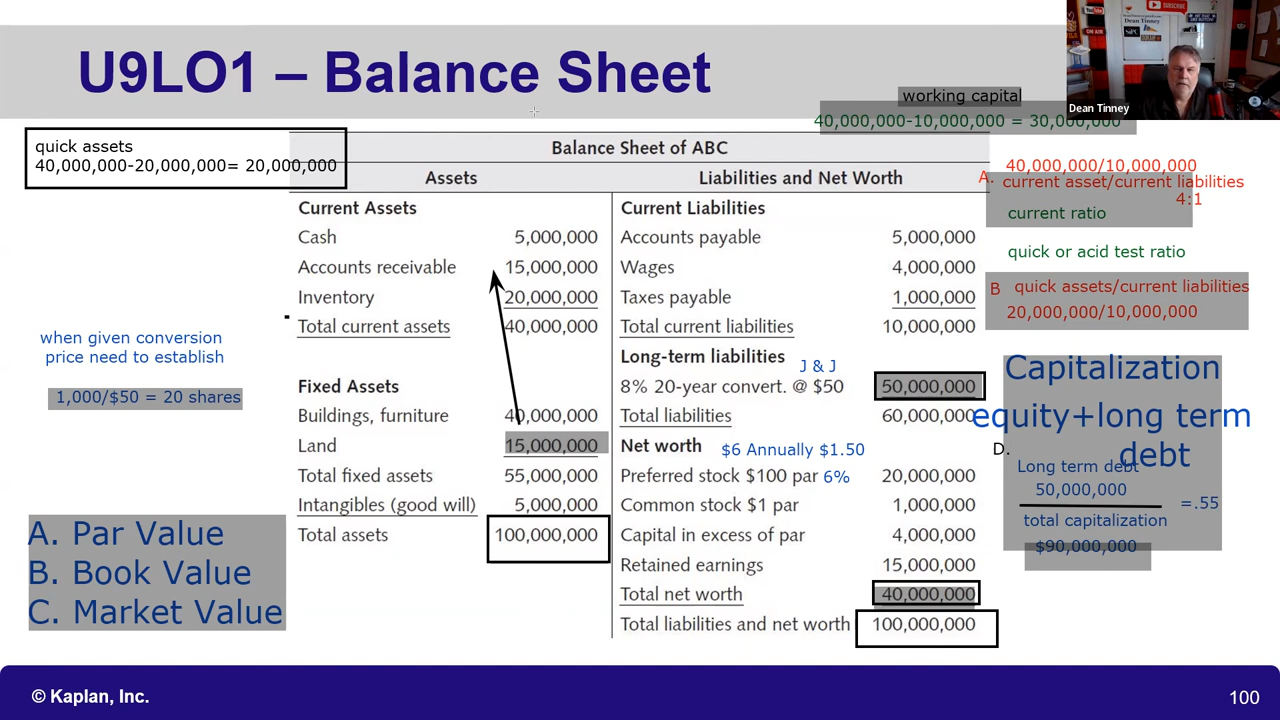 U9LO1 – Balance Sheet
SUBSCRIBE
ON AIR
SiPC
Dean Tinney
working capital
40,000,000-10,000,000 = 30,000,000
quick assets
40,000,000-20,000,000= 20,000,000
Balance Sheet of ABC
Assets Liabilities and Net Worth
Current Assets Current Liabilities
Cash 5,000,000 Accounts payable 5,000,000
Accounts receivable 15,000,000 Wages 4,000,000
Inventory 20,000,000 Taxes payable 1,000,000
Total current assets 40,000,000 Total current liabilities 10,000,000
Long-term liabilities
J & J
Fixed Assets 8% 20-year convert. @ $50 50,000,000
Buildings, furniture 40,000,000 Total liabilities 60,000,000
Land 15,000,000 Net worth $6 Annually $1.50
Total fixed assets 55,000,000 Preferred stock $100 par 6% 20,000,000
Intangibles (good will) 5,000,000 Common stock $1 par 1,000,000
Total assets 100,000,000 Capital in excess of par 4,000,000
Retained earnings 15,000,000
Total net worth 40,000,000
Total liabilities and net worth 100,000,000
40,000,000/10,000,000
A. current asset/current liabilities
4:1
current ratio
quick or acid test ratio
B quick assets/current liabilities
20,000,000/10,000,000
Capitalization
equity+long term
debt
D.
Long term debt
50,000,000
=.55
total capitalization
$90,000,000
when given conversion
price need to establish
1,000/$50 = 20 shares
A. Par Value
B. Book Value
C. Market Value
© Kaplan, Inc.
100